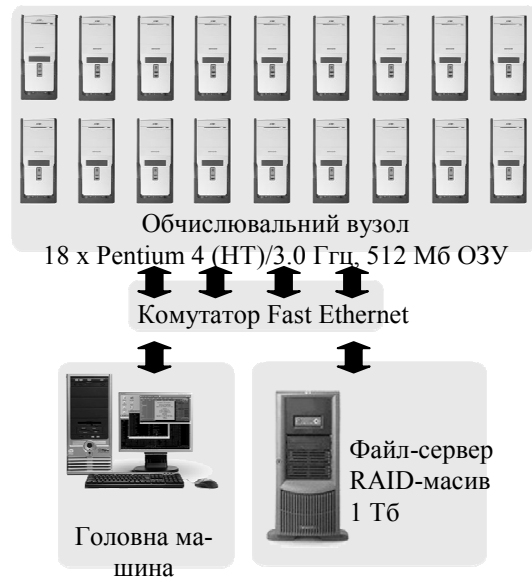 Обчислювальний вузол
18 x Pentium 4 (HT)/3.0 Ггц, 512 Мб ОЗУ
Комутатор Fast Ethernet
Головна ма-
шина
Файл-сервер
RAID-масив
1 Тб